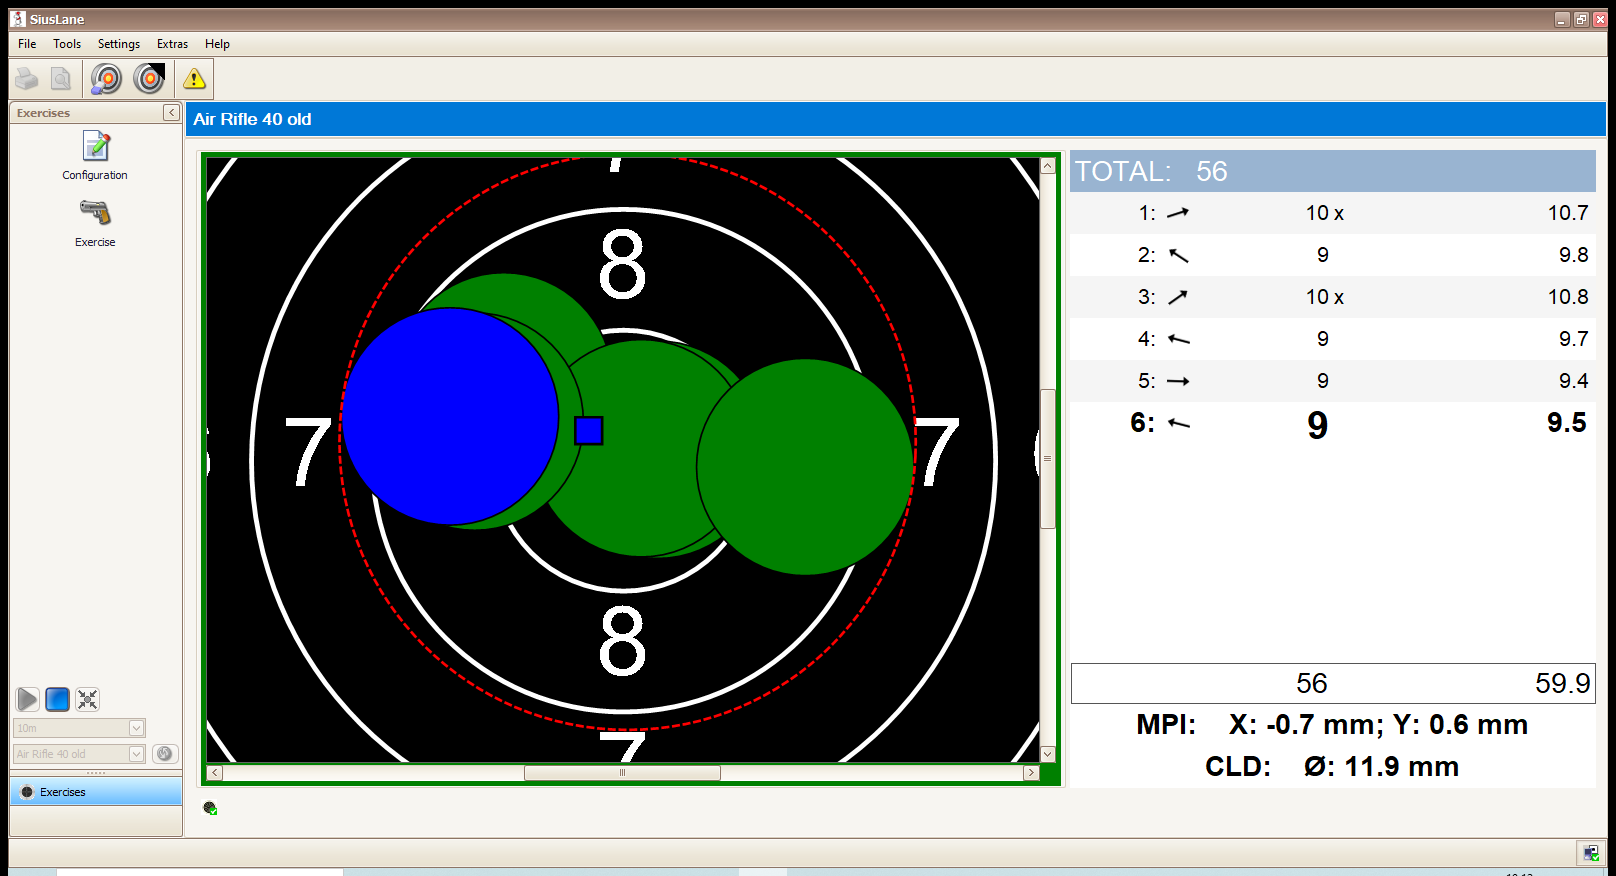 SiusLane
File Tools Settings Extras Help
Exercises
Configuration
Exercise
10m
Air Rifle 40 old
Exercises
Air Rifle 40 old
7
8
7 7
8
7
TOTAL: 56
1: 10 x 10.7
2: 9 9.8
3: 10 x 10.8
4: 9 9.7
5: 9 9.4
6: 9 9.5
56 59.9
MPI: X: -0.7 mm; Y: 0.6 mm
CLD: Ø: 11.9 mm